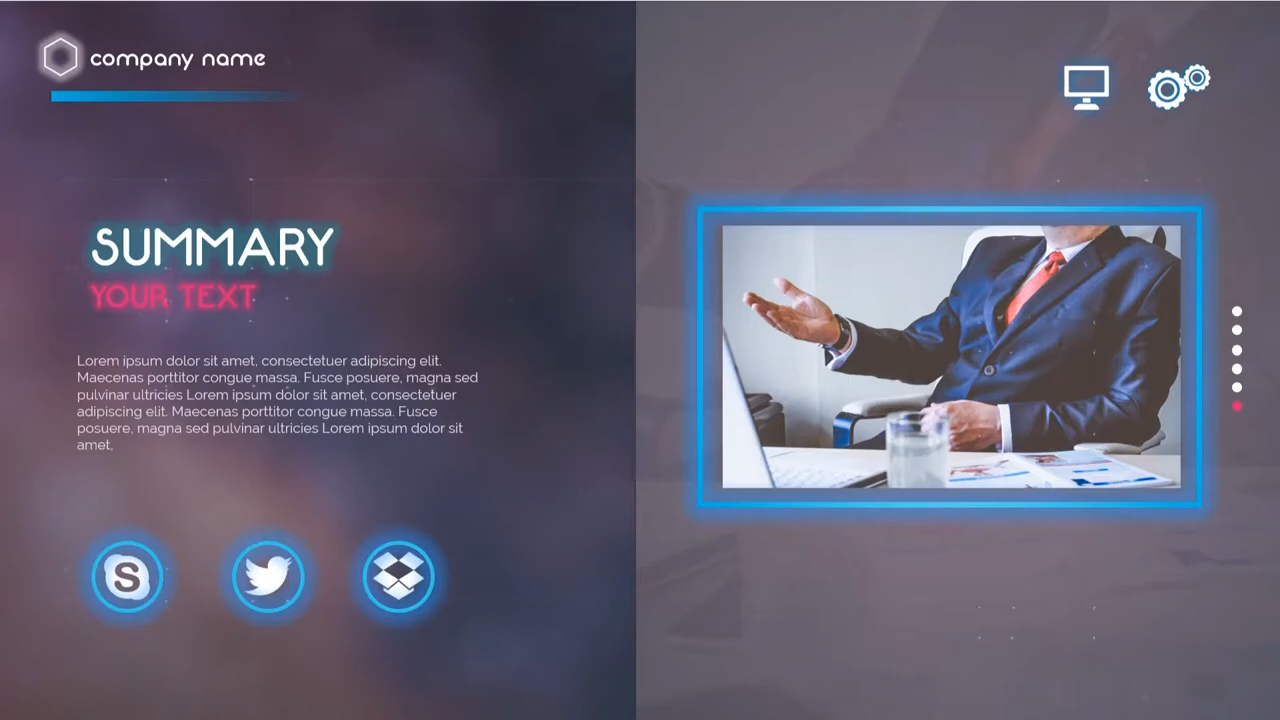 company name
SUMMARY
YOUR TEXT
Lorem ipsum dolor sit amet, consectetuer adipiscing elit.
Maecenas porttitor congue massa. Fusce posuere, magna sed
pulvinar ultricies Lorem ipsum dolor sit amet, consectetuer
adipiscing elit. Maecenas porttitor congue massa. Fusce
posuere, magna sed pulvinar ultricies Lorem ipsum dolor sit
amet,